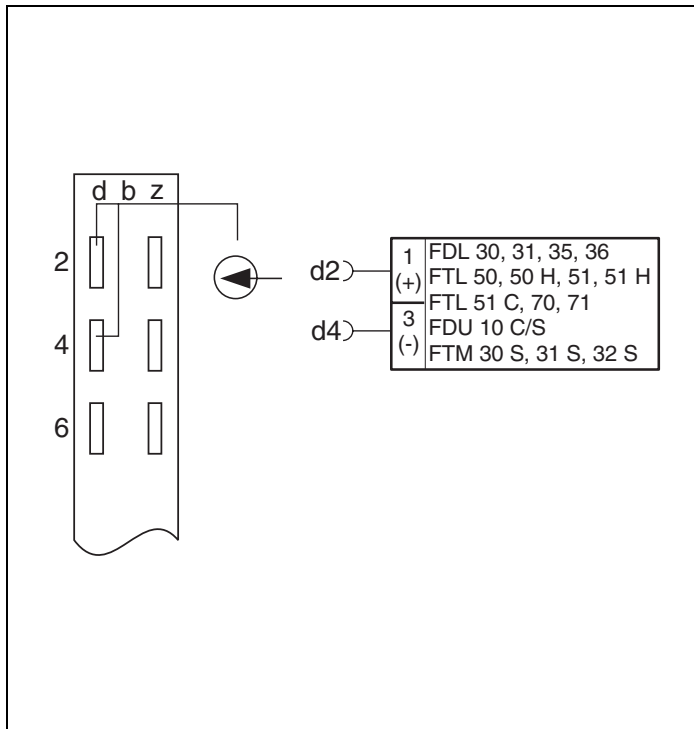 d b z
2
4
6
d2
d4
1
(+)
3
(-)
FDL 30, 31, 35, 36
FTL 50, 50 H, 51, 51 H
FTL 51 C, 70, 71
FDU 10 C/S
FTM 30 S, 31 S, 32 S